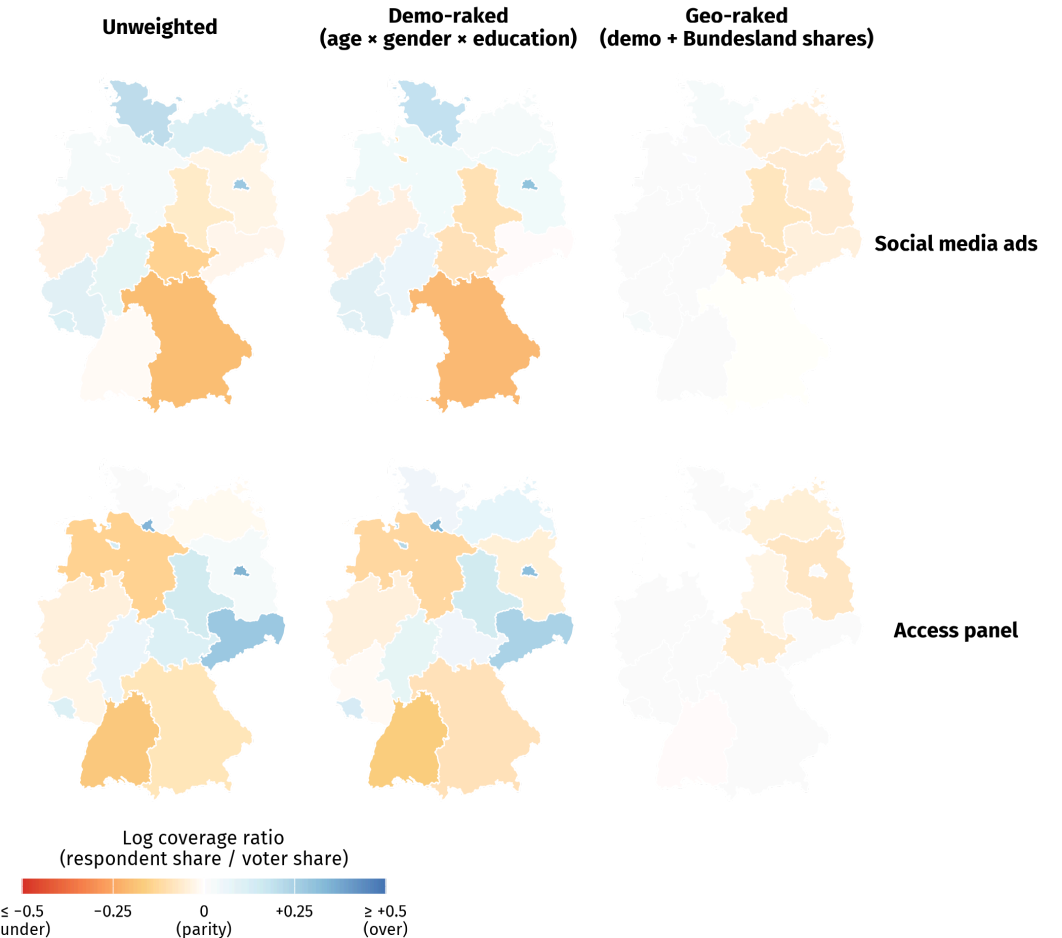 Unweighted
Demo-raked
(age × gender × education)
Geo-raked
(demo + Bundesland shares)
Social media ads
Access panel
Log coverage ratio
(respondent share / voter share)
≤ −0.5
under)
−0.25
0
(parity)
+0.25
≥ +0.5
(over)